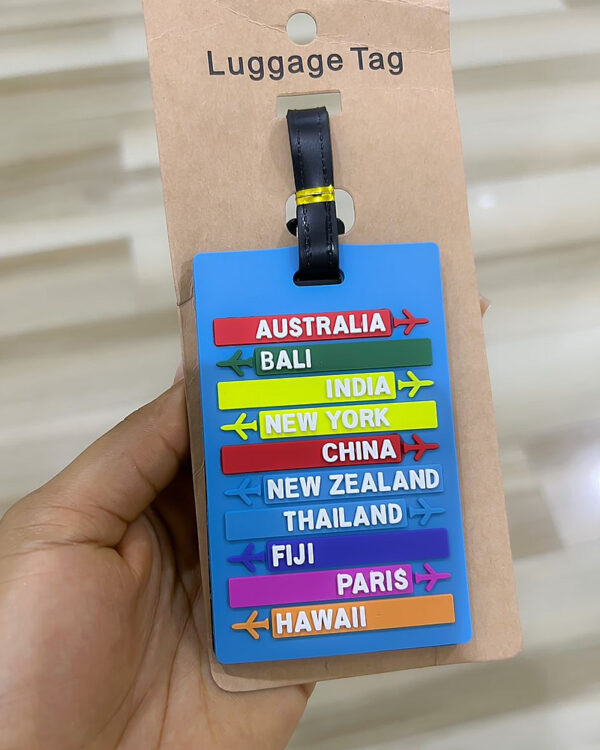 Luggage Tag
AUSTRALIA
BALI
INDIA
NEW YORK
CHINA
NEW ZEALAND
THAILAND
FIJI
PARIS
HAWAII